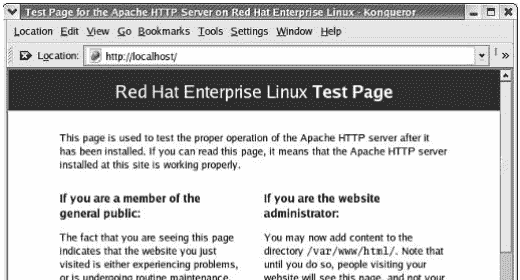 Test Page for the Apache HTTP Server on Red Hat Enterprise Linux - Konqueror
Location Edit View Go Bookmarks Tools Settings Window Help
Location: http://localhost/
Red Hat Enterprise Linux Test Page
This page is used to test the proper operation of the Apache HTTP server after it
has been installed. If you can read this page, it means that the Apache HTTP server
installed at this site is working properly.
If you are a member of the
general public:
The fact that you are seeing this page
indicates that the website you just
visited is either experiencing problems,
or is undergoing routine maintenance.
If you are the website
administrator:
You may now add content to the
directory /var/www/html/. Note that
until you do so, people visiting your
website will see this page, and not your